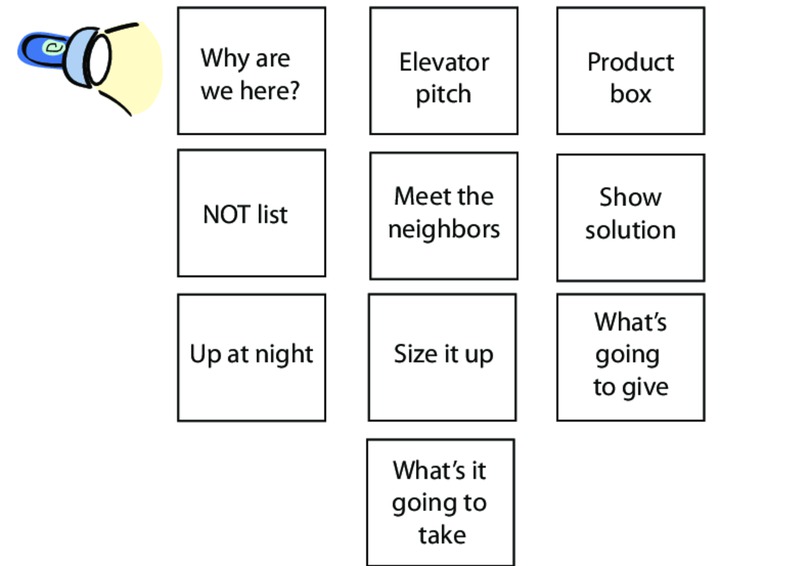 Why are
we here?
Elevator
pitch
Product
box
NOT list
Meet the
neighbors
Show
solution
Up at night
Size it up
What's
going
to give
What's it
going to
take